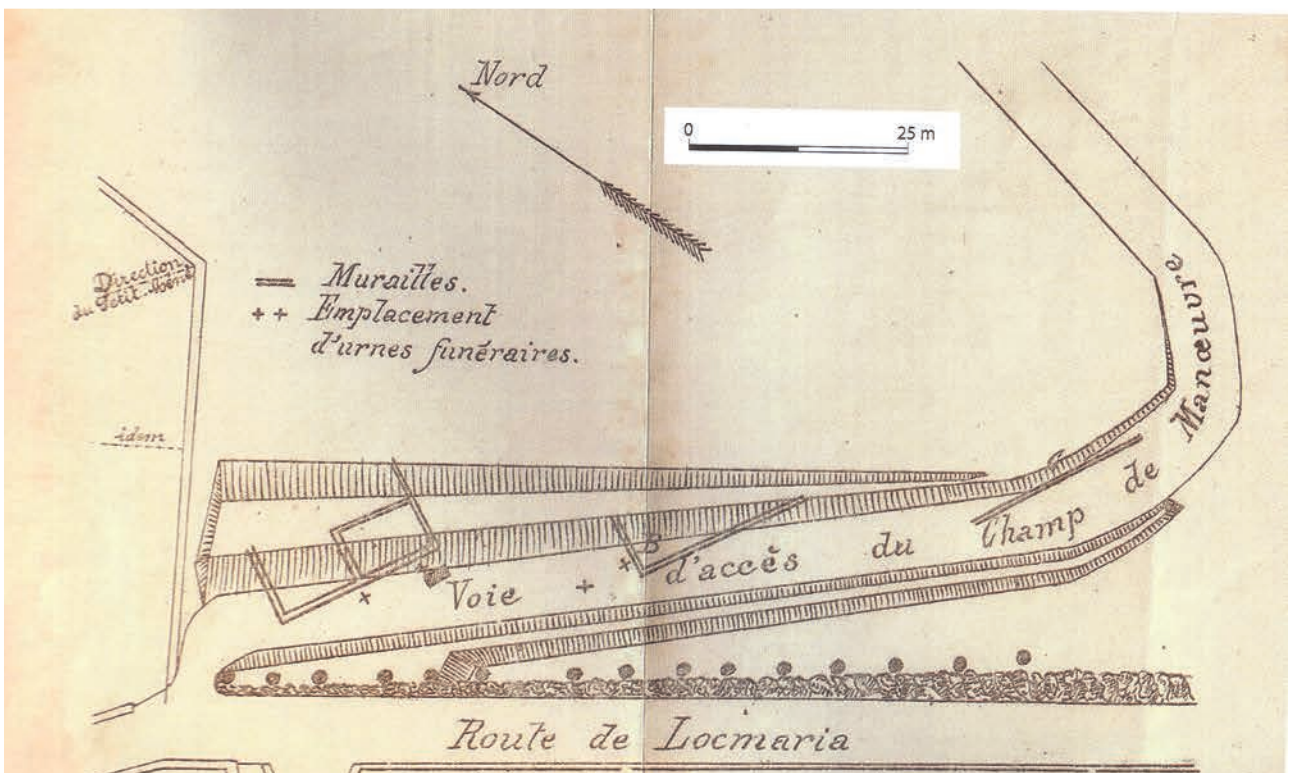 Nord
0 25 m
Direction
du Petit
Murailles.
Emplacement
d'urnes funéraires.
idem
B
Voie d'accès du Champ de Manœuvre
Route de Locmaria